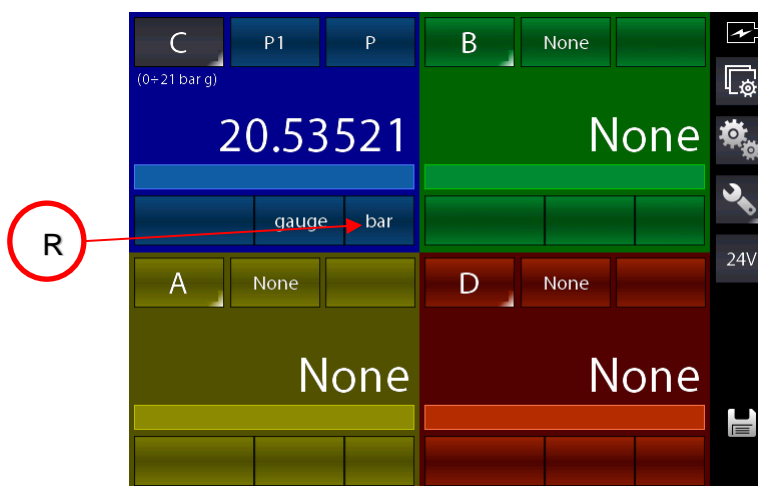 C P1 P
(0÷21 bar g)
20.53521
gauge bar
B None
None
R
A None
None
D None
None
24V